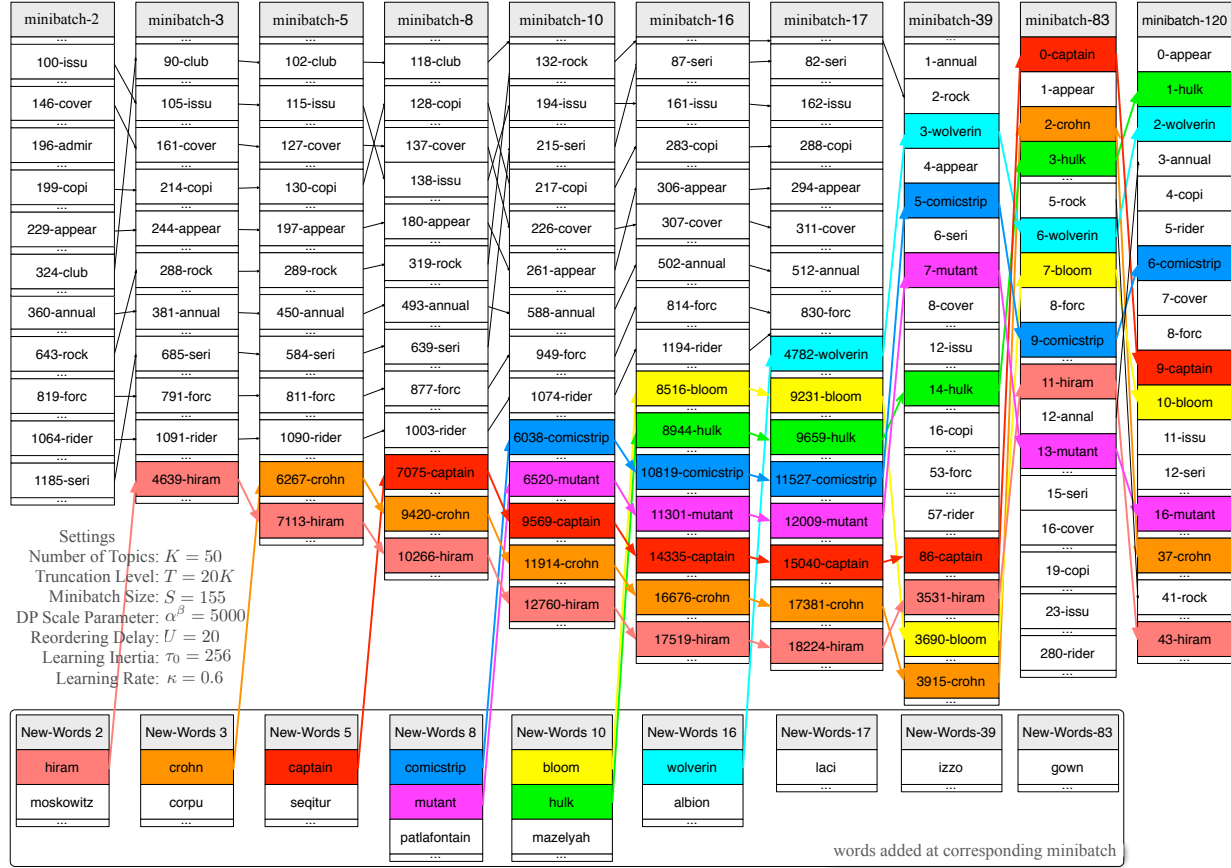 minibatch-2
...
100-issu
...
146-cover
...
196-admir
...
199-copi
...
229-appear
...
324-club
...
360-annual
...
643-rock
...
819-forc
...
1064-rider
...
1185-seri
...
minibatch-3
...
90-club
...
105-issu
...
161-cover
...
214-copi
...
244-appear
...
288-rock
...
381-annual
...
685-seri
...
791-forc
...
1091-rider
...
4639-hiram
...
minibatch-5
...
102-club
...
115-issu
...
127-cover
...
130-copi
...
197-appear
...
289-rock
...
450-annual
...
584-seri
...
811-forc
...
1090-rider
...
6267-crohn
...
7113-hiram
...
minibatch-8
...
118-club
...
128-copi
...
137-cover
...
138-issu
...
180-appear
...
319-rock
...
493-annual
...
639-seri
...
877-forc
...
1003-rider
...
7075-captain
...
9420-crohn
...
10266-hiram
...
minibatch-10
...
132-rock
...
194-issu
...
215-seri
...
217-copi
...
226-cover
...
261-appear
...
588-annual
...
949-forc
...
1074-rider
...
6038-comicstrip
...
6520-mutant
...
9569-captain
...
11914-crohn
...
12760-hiram
...
minibatch-16
...
87-seri
...
161-issu
...
283-copi
...
306-appear
...
307-cover
...
502-annual
...
814-forc
...
1194-rider
...
8516-bloom
...
8944-hulk
...
10819-comicstrip
...
11301-mutant
...
14335-captain
...
16676-crohn
...
17519-hiram
...
minibatch-17
...
82-seri
...
162-issu
...
288-copi
...
294-appear
...
311-cover
...
512-annual
...
830-forc
...
4782-wolverin
...
9231-bloom
...
9659-hulk
...
11527-comicstrip
...
12009-mutant
...
15040-captain
...
17381-crohn
...
18224-hiram
...
minibatch-39
...
1-annual
2-rock
3-wolverin
4-appear
5-comicstrip
6-seri
7-mutant
8-cover
...
12-issu
...
14-hulk
...
16-copi
...
53-forc
...
57-rider
...
86-captain
...
3531-hiram
...
3690-bloom
...
3915-crohn
...
minibatch-83
0-captain
1-appear
2-crohn
3-hulk
...
5-rock
6-wolverin
7-bloom
8-forc
9-comicstrip
...
11-hiram
12-annal
13-mutant
...
15-seri
16-cover
...
19-copi
...
23-issu
...
280-rider
...
minibatch-120
0-appear
1-hulk
2-wolverin
3-annual
4-copi
5-rider
6-comicstrip
7-cover
8-forc
9-captain
10-bloom
11-issu
12-seri
...
16-mutant
...
37-crohn
...
41-rock
...
43-hiram
...
Settings
Number of Topics: K = 50
Truncation Level: T = 20K
Minibatch Size: S = 155
DP Scale Parameter: α^β = 5000
Reordering Delay: U = 20
Learning Inertia: τ₀ = 256
Learning Rate: κ = 0.6
New-Words 2
hiram
moskowitz
...
New-Words 3
crohn
corpu
...
New-Words 5
captain
seqitur
...
New-Words 8
comicstrip
mutant
patlafontain
...
New-Words 10
bloom
hulk
mazelyah
...
New-Words 16
wolverin
albion
...
New-Words-17
laci
...
New-Words-39
izzo
...
New-Words-83
gown
...
words added at corresponding minibatch